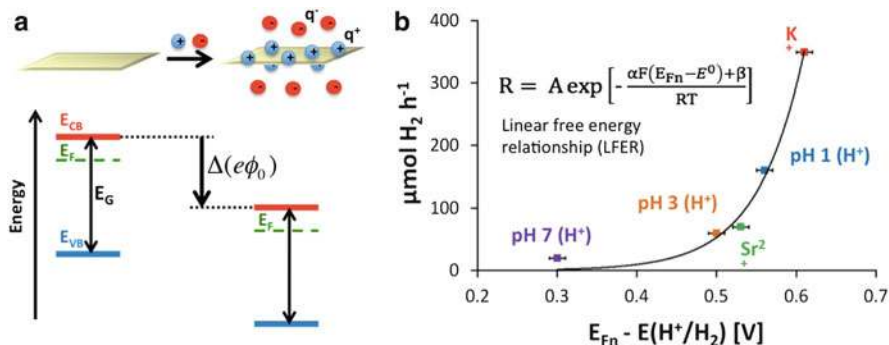 a
q⁻
q⁺
E_CB
E_F
E_G
E_VB
Energy
Δ(eϕ₀)
E_F
b
μmol H₂ h⁻¹
400
300
200
100
0
R = A exp [- αF(E_Fn−E⁰)+β / RT]
Linear free energy
relationship (LFER)
K
+
pH 1 (H⁺)
pH 3 (H⁺)
Sr²
+
pH 7 (H⁺)
0.2 0.3 0.4 0.5 0.6 0.7
E_Fn - E(H⁺/H₂) [V]